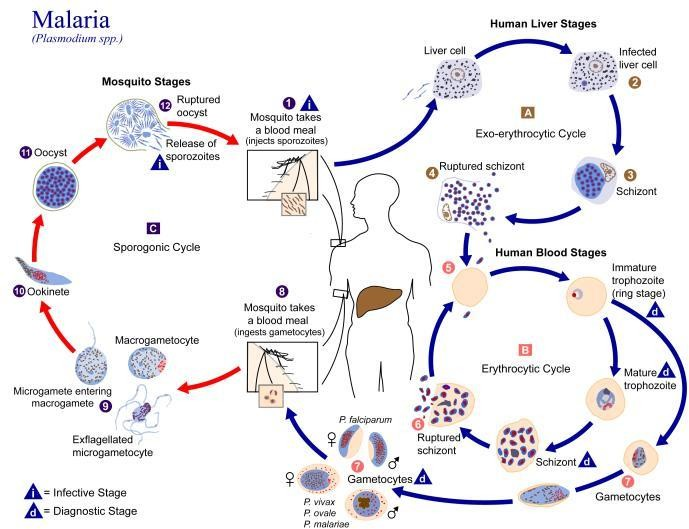 Malaria
(Plasmodium spp.)
Human Liver Stages
Liver cell
Infected
liver cell
2
A
Exo-erythrocytic Cycle
Ruptured schizont
4
3
Schizont
Mosquito Stages
12 Ruptured
oocyst
11 Oocyst
Release of
sporozoites
i
1 i
Mosquito takes
a blood meal
(injects sporozoites)
C
Sporogonic Cycle
10 Ookinete
Macrogametocyte
Microgamete entering
macrogamete 9
Exflagellated
microgametocyte
8
Mosquito takes
a blood meal
(ingests gametocytes)
Human Blood Stages
5
Immature
trophozoite
(ring stage)
d
B
Erythrocytic Cycle
Mature d
trophozoite
6
Ruptured
schizont
Schizont d
7
Gametocytes
P. falciparum
♀
7
♂
Gametocytes d
♀
♂
P. vivax
P. ovale
P. malariae
i = Infective Stage
d = Diagnostic Stage